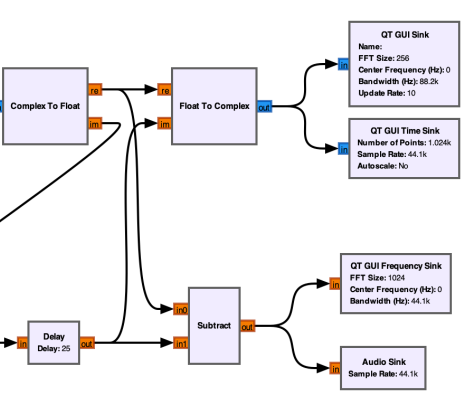 QT GUI Sink
Name:
FFT Size: 256
Center Frequency (Hz): 0
Bandwidth (Hz): 88.2k
Update Rate: 10
in
re
im
Complex To Float
re
im
Float To Complex
out
QT GUI Time Sink
Number of Points: 1.024k
Sample Rate: 44.1k
Autoscale: No
in
QT GUI Frequency Sink
FFT Size: 1024
Center Frequency (Hz): 0
Bandwidth (Hz): 44.1k
in
in0
in1
Subtract
out
in
Delay
Delay: 25
out
in
Audio Sink
Sample Rate: 44.1k